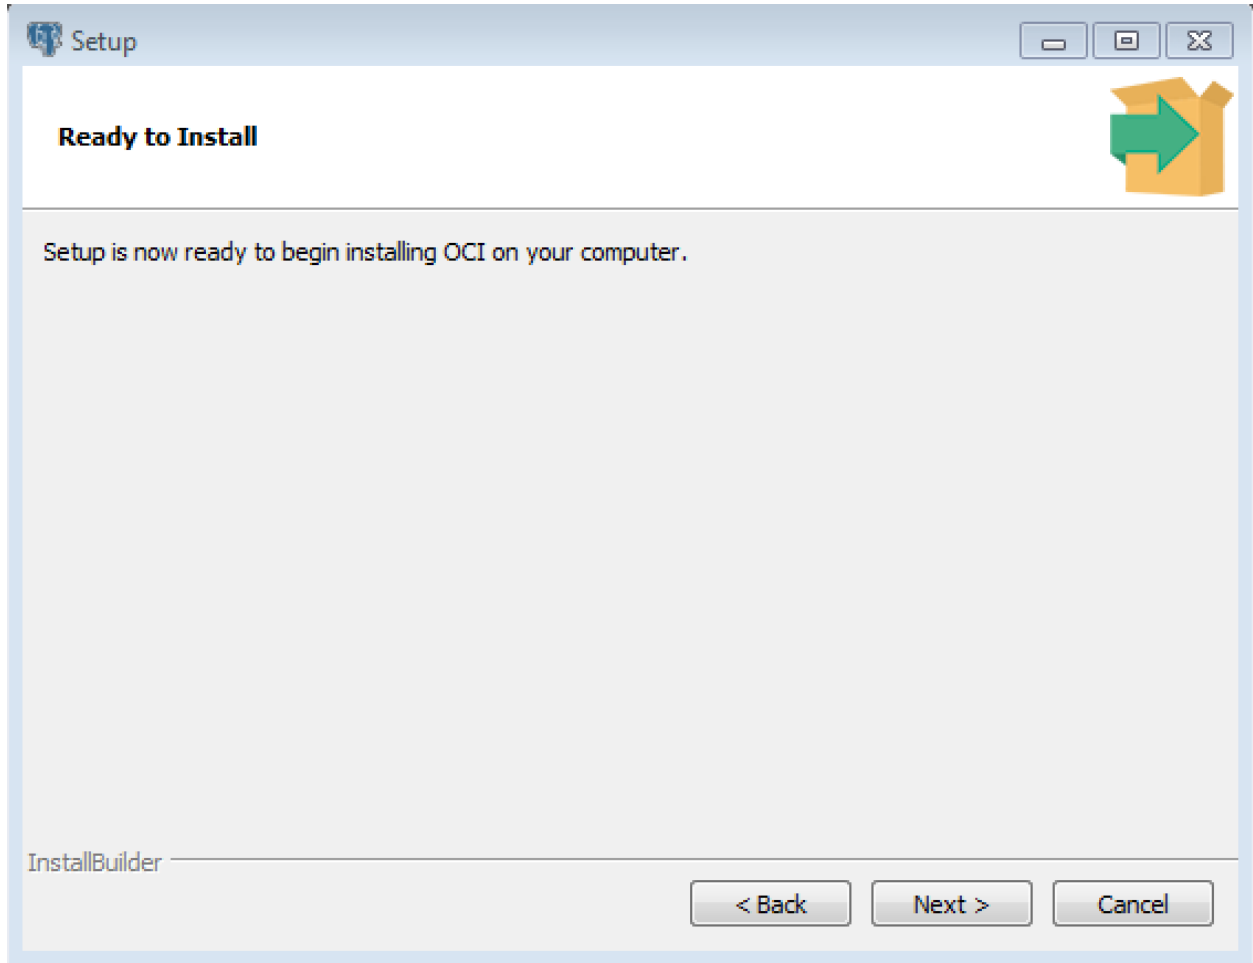 Setup
Ready to Install
Setup is now ready to begin installing OCI on your computer.
InstallBuilder
< Back Next > Cancel